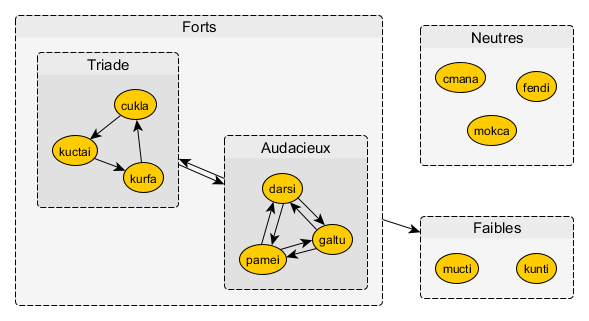 Forts
Triade
cukla
kuctai
kurfa
Audacieux
darsi
galtu
pamei
Neutres
cmana
fendi
mokca
Faibles
mucti
kunti